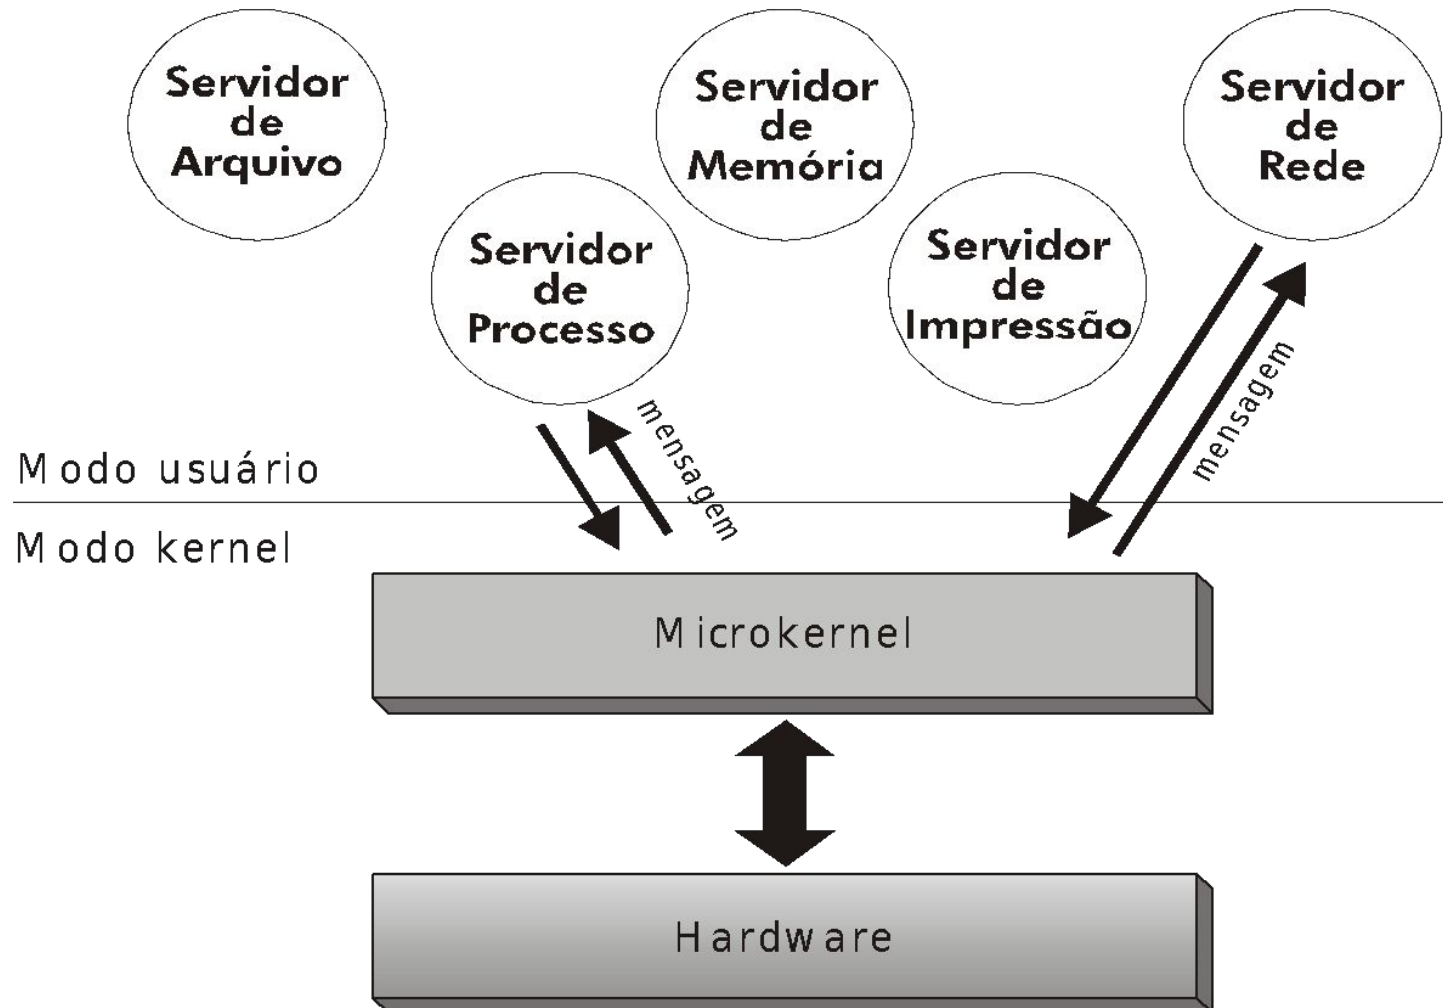 Servidor
de
Arquivo
Servidor
de
Memória
Servidor
de
Rede
Servidor
de
Processo
Servidor
de
Impressão
mensagem
mensagem
Modo usuário
Modo kernel
Microkernel
Hardware